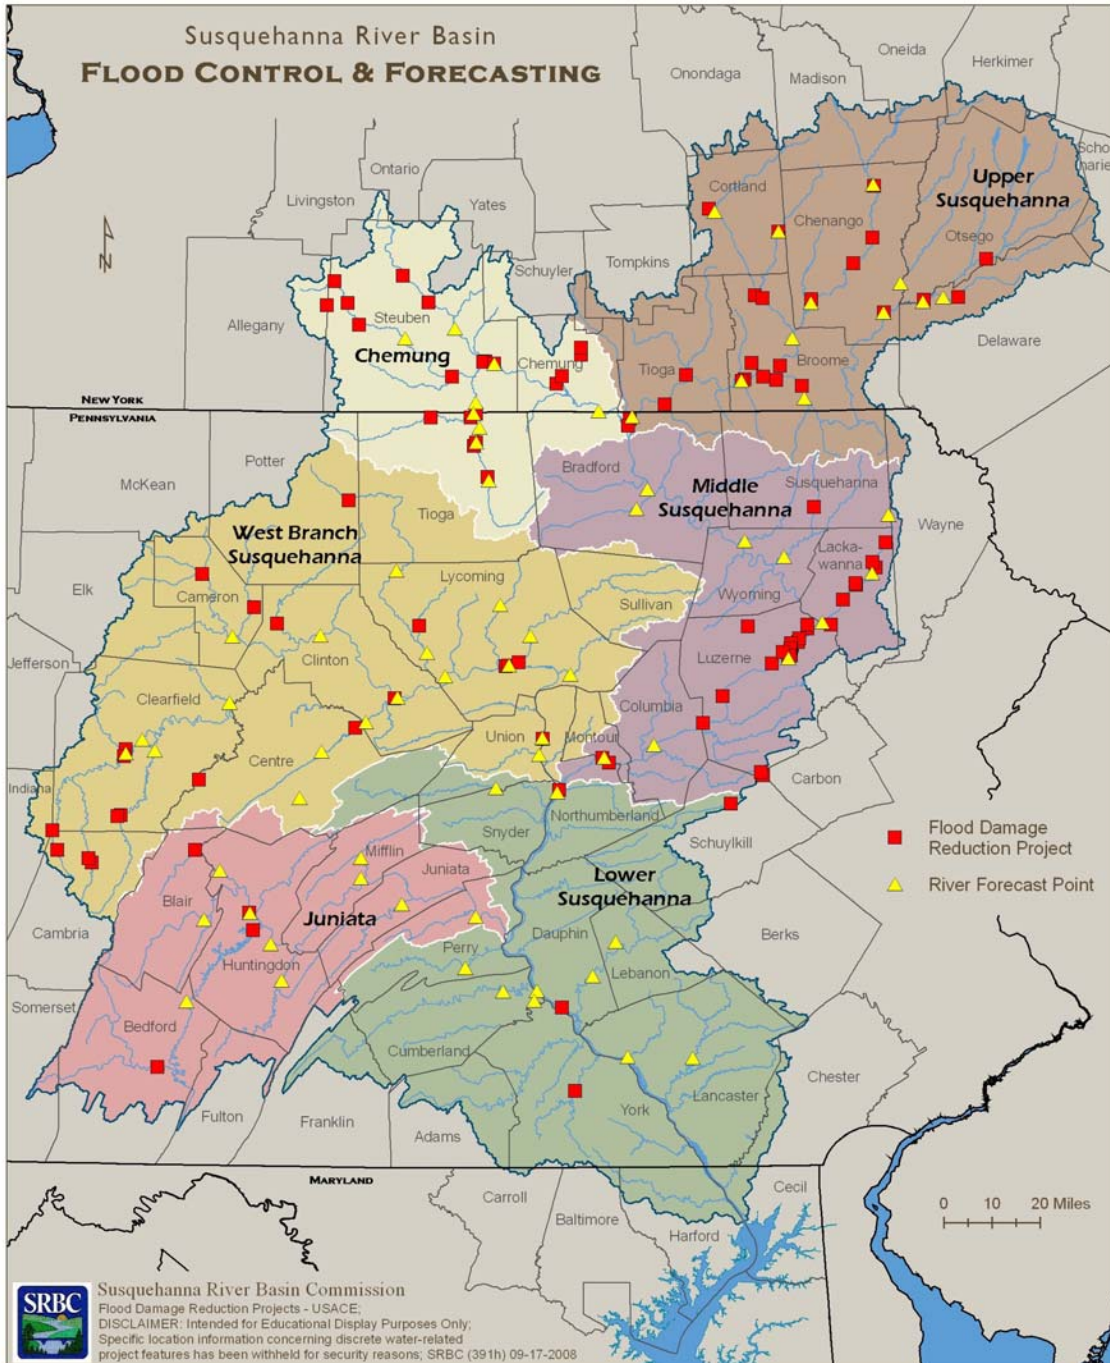 Susquehanna River Basin
FLOOD CONTROL & FORECASTING
Oneida
Herkimer
Onondaga
Madison
Scho
harie
Ontario
Livingston
Yates
Cortland
Chenango
Upper
Susquehanna
Otsego
Schuyler
Tompkins
Allegany
Steuben
Chemung
Chemung
Tioga
Broome
Delaware
NEW YORK
PENNSYLVANIA
Potter
McKean
Bradford
Middle
Susquehanna
Susquehanna
Wayne
Tioga
West Branch
Susquehanna
Lacka-
wanna
Elk
Cameron
Lycoming
Sullivan
Wyoming
Jefferson
Clinton
Luzerne
Clearfield
Columbia
Union
Montour
Centre
Carbon
Indiana
Northumberland
Snyder
Schuylkill
Mifflin
Juniata
Blair
Juniata
Lower
Susquehanna
Cambria
Huntingdon
Perry
Dauphin
Lebanon
Berks
Somerset
Bedford
Cumberland
Chester
Lancaster
York
Fulton
Franklin
Adams
MARYLAND
Carroll
Cecil
Baltimore
Harford
Flood Damage
Reduction Project
River Forecast Point
0 10 20 Miles
N
SRBC
Susquehanna River Basin Commission
Flood Damage Reduction Projects - USACE;
DISCLAIMER: Intended for Educational Display Purposes Only;
Specific location information concerning discrete water-related
project features has been withheld for security reasons; SRBC (391h) 09-17-2008